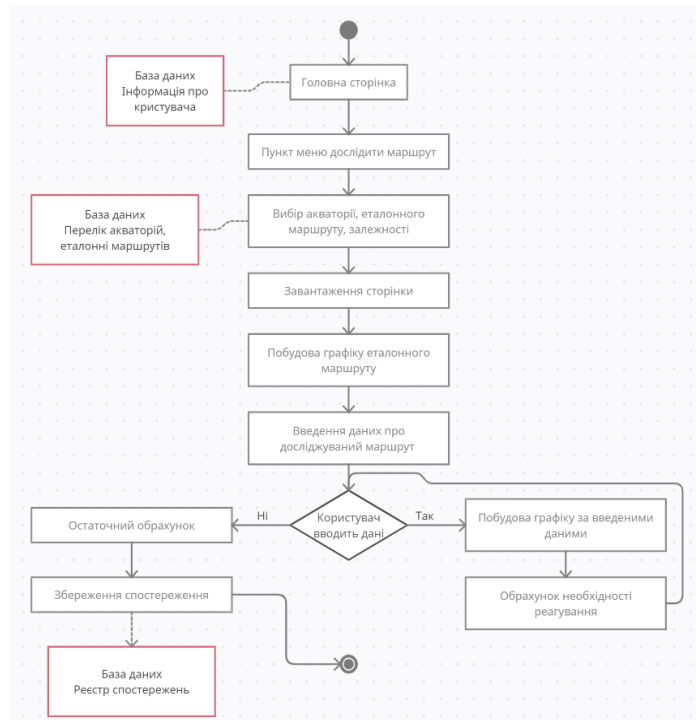 База даних
Інформація про
кристувача
Головна сторінка
Пункт меню дослідити маршрут
База даних
Перелік акваторій,
еталонні маршрутів
Вибір акваторії, еталонного
маршруту, залежності
Завантаження сторінки
Побудова графіку еталонного
маршруту
Введення даних про
досліджуваний маршрут
Користувач
вводить дані
Ні
Так
Остаточний обрахунок
Побудова графіку за введеними
даними
Збереження спостереження
Обрахунок необхідності
реагування
База даних
Реєстр спостережень